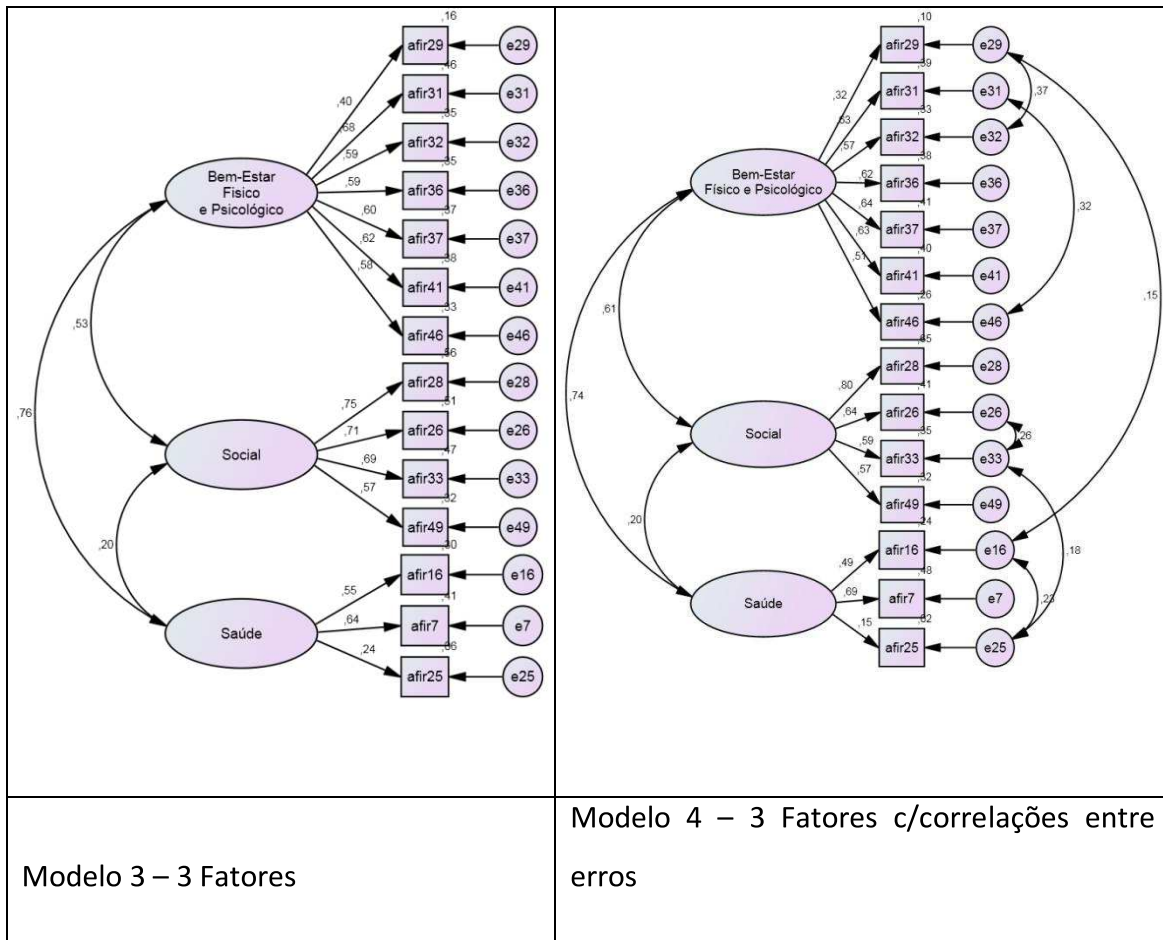 ,16
afir29
e29
,40
,46
afir31
e31
,68
,35
afir32
e32
,59
,35
afir36
e36
,59
,37
afir37
e37
,60
,38
afir41
e41
,62
,33
afir46
e46
,58
Bem-Estar
Fisico
e Psicológico
,53
,76
,56
afir28
e28
,75
,51
afir26
e26
,71
,47
afir33
e33
,69
,32
afir49
e49
,57
Social
,20
,30
afir16
e16
,55
,41
afir7
e7
,64
,06
afir25
e25
,24
Saúde
Modelo 3 – 3 Fatores
,10
afir29
e29
,32
,39
afir31
e31
,63
,33
afir32
e32
,57
,38
afir36
e36
,62
,41
afir37
e37
,64
,40
afir41
e41
,63
,26
afir46
e46
,51
Bem-Estar
Físico e Psicológico
,37
,32
,15
,61
,74
,65
afir28
e28
,80
,41
afir26
e26
,64
,35
afir33
e33
,59
,32
afir49
e49
,57
Social
,26
,18
,20
,24
afir16
e16
,49
,48
afir7
e7
,69
,02
afir25
e25
,15
,23
Saúde
Modelo 4 – 3 Fatores c/correlações entre
erros